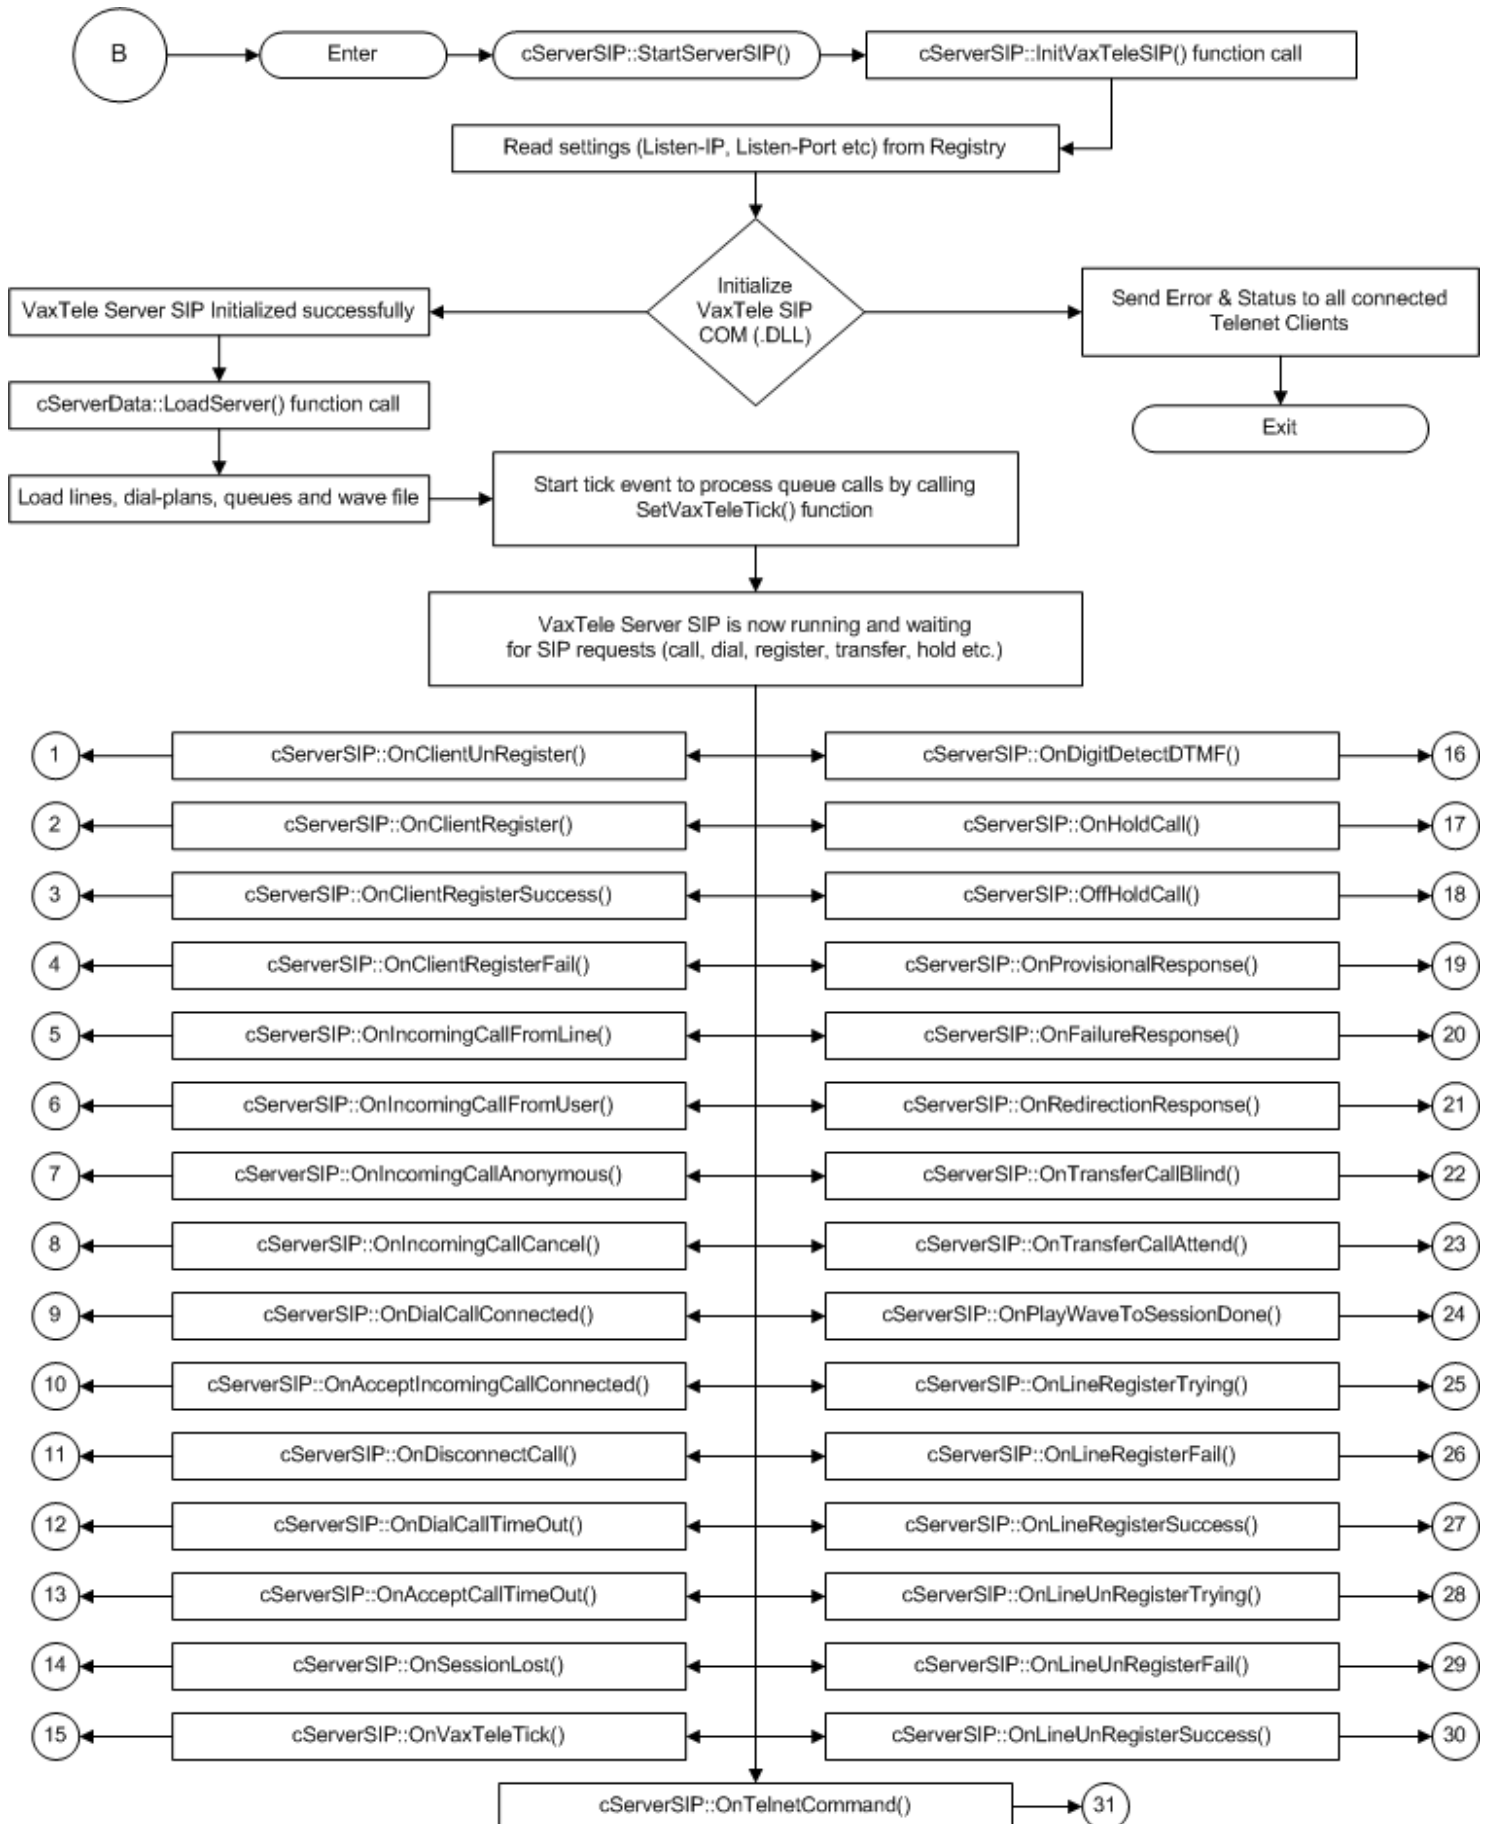 B
Enter
cServerSIP::StartServerSIP()
cServerSIP::InitVaxTeleSIP() function call
Read settings (Listen-IP, Listen-Port etc) from Registry
Initialize
VaxTele SIP
COM (.DLL)
VaxTele Server SIP Initialized successfully
Send Error & Status to all connected
Telenet Clients
cServerData::LoadServer() function call
Exit
Load lines, dial-plans, queues and wave file
Start tick event to process queue calls by calling
SetVaxTeleTick() function
VaxTele Server SIP is now running and waiting
for SIP requests (call, dial, register, transfer, hold etc.)
1
cServerSIP::OnClientUnRegister()
cServerSIP::OnDigitDetectDTMF()
16
2
cServerSIP::OnClientRegister()
cServerSIP::OnHoldCall()
17
3
cServerSIP::OnClientRegisterSuccess()
cServerSIP::OffHoldCall()
18
4
cServerSIP::OnClientRegisterFail()
cServerSIP::OnProvisionalResponse()
19
5
cServerSIP::OnIncomingCallFromLine()
cServerSIP::OnFailureResponse()
20
6
cServerSIP::OnIncomingCallFromUser()
cServerSIP::OnRedirectionResponse()
21
7
cServerSIP::OnIncomingCallAnonymous()
cServerSIP::OnTransferCallBlind()
22
8
cServerSIP::OnIncomingCallCancel()
cServerSIP::OnTransferCallAttend()
23
9
cServerSIP::OnDialCallConnected()
cServerSIP::OnPlayWaveToSessionDone()
24
10
cServerSIP::OnAcceptIncomingCallConnected()
cServerSIP::OnLineRegisterTrying()
25
11
cServerSIP::OnDisconnectCall()
cServerSIP::OnLineRegisterFail()
26
12
cServerSIP::OnDialCallTimeOut()
cServerSIP::OnLineRegisterSuccess()
27
13
cServerSIP::OnAcceptCallTimeOut()
cServerSIP::OnLineUnRegisterTrying()
28
14
cServerSIP::OnSessionLost()
cServerSIP::OnLineUnRegisterFail()
29
15
cServerSIP::OnVaxTeleTick()
cServerSIP::OnLineUnRegisterSuccess()
30
cServerSIP::OnTelnetCommand()
31